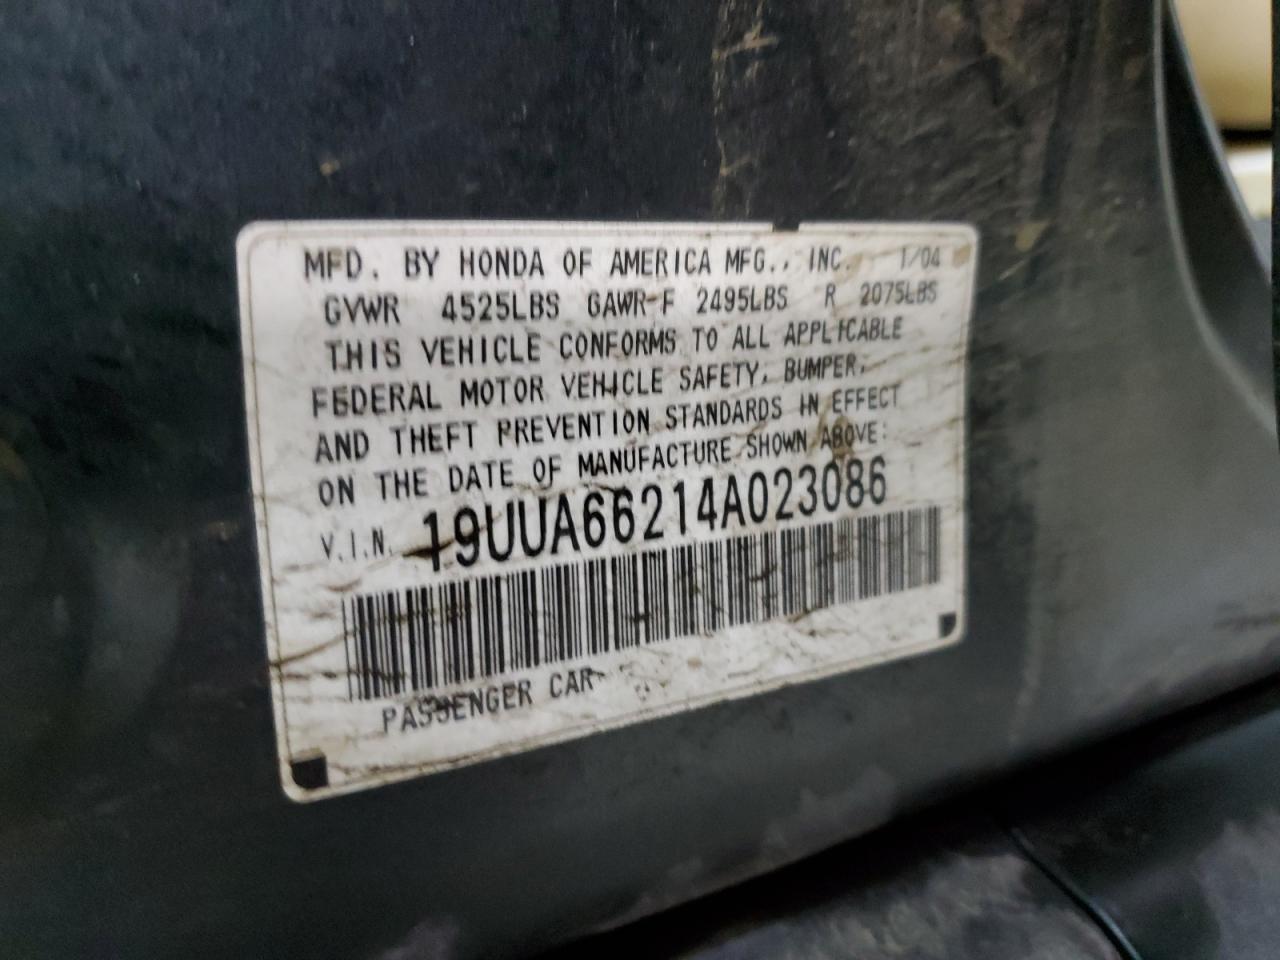 MFD. BY HONDA OF AMERICA MFG., INC. 1/04
GVWR 4525LBS GAWR F 2495LBS R 2075LBS
THIS VEHICLE CONFORMS TO ALL APPLICABLE
FEDERAL MOTOR VEHICLE SAFETY, BUMPER,
AND THEFT PREVENTION STANDARDS IN EFFECT
ON THE DATE OF MANUFACTURE SHOWN ABOVE:
V.I.N. 19UUA66214A023086
PASSENGER CAR